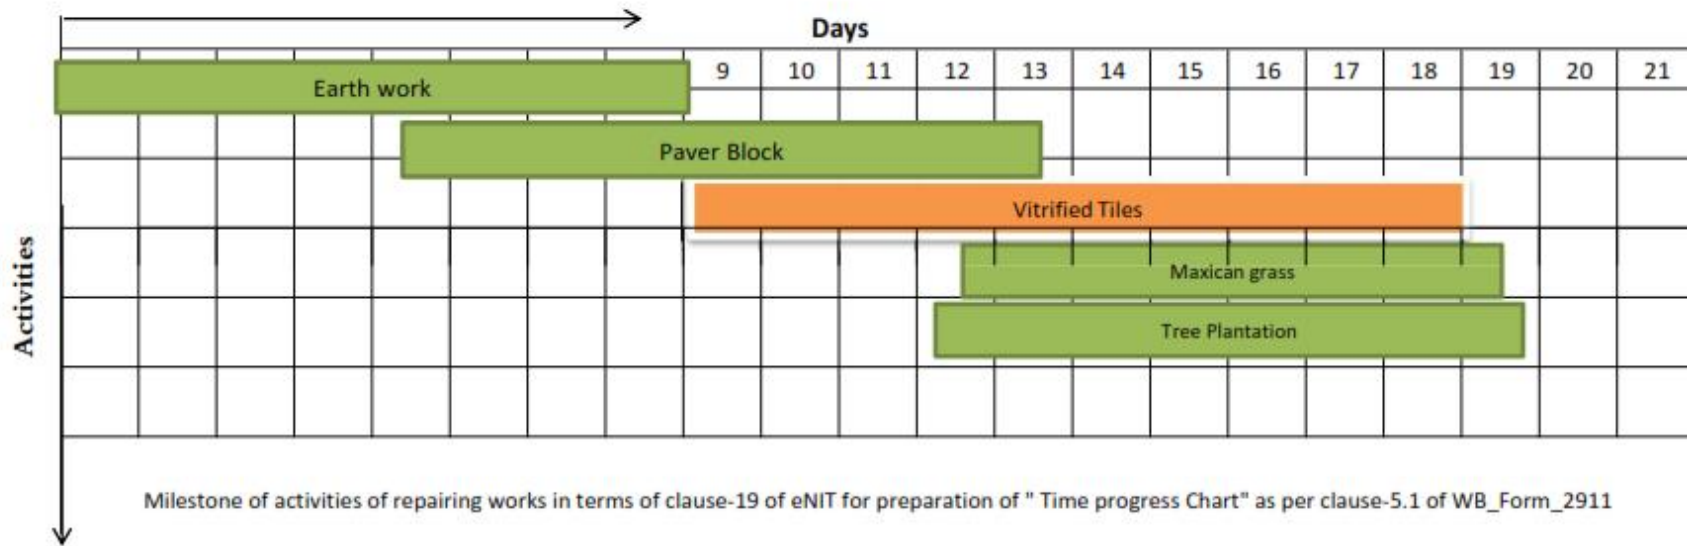 Days
9 10 11 12 13 14 15 16 17 18 19 20 21
Earth work
Paver Block
Vitrified Tiles
Maxican grass
Tree Plantation
Activities
Milestone of activities of repairing works in terms of clause-19 of eNIT for preparation of " Time progress Chart" as per clause-5.1 of WB_Form_2911